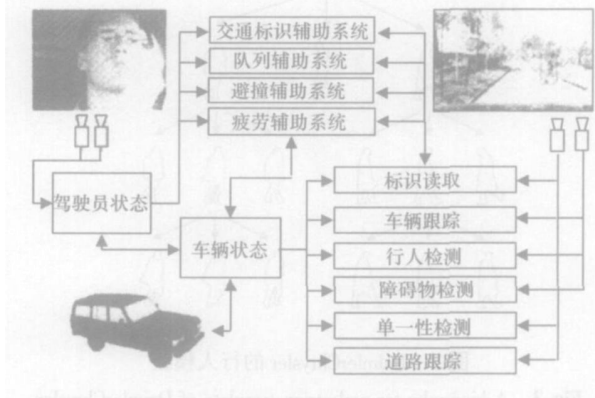 交通标识辅助系统
队列辅助系统
避撞辅助系统
疲劳辅助系统
驾驶员状态
车辆状态
标识读取
车辆跟踪
行人检测
障碍物检测
单一性检测
道路跟踪